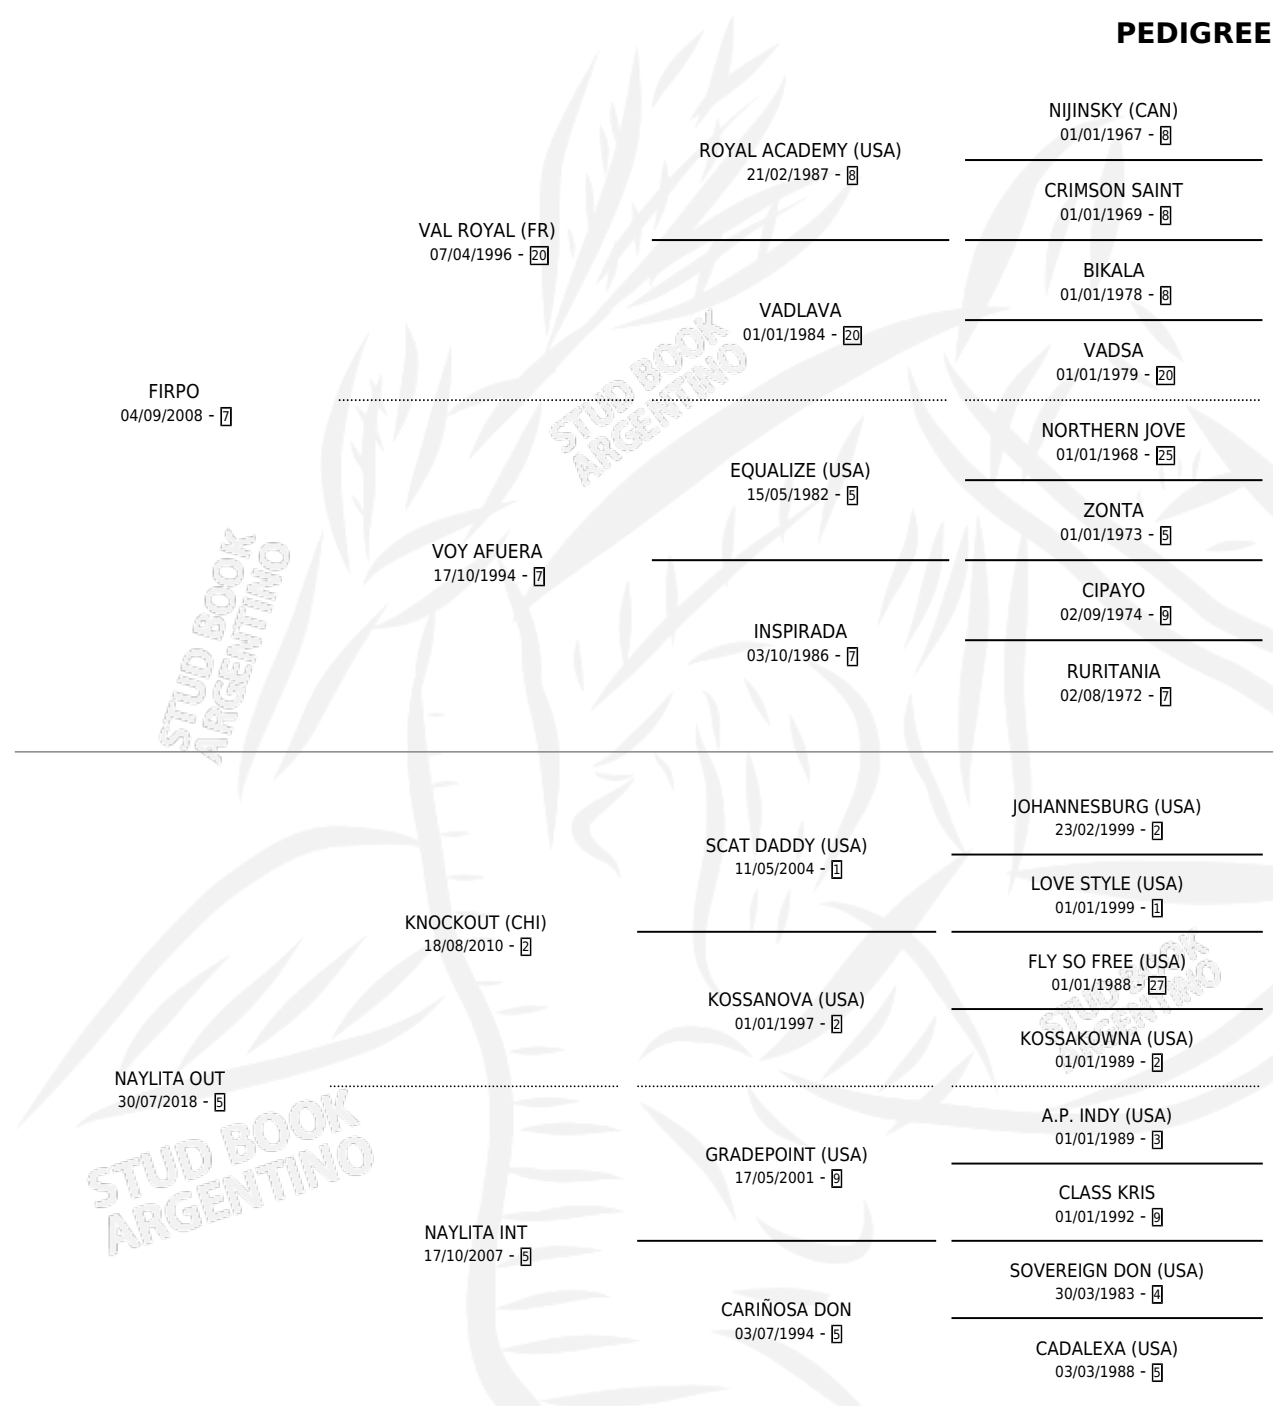 PEDIGREE
NIJINSKY (CAN)
01/01/1967 - 8
ROYAL ACADEMY (USA)
21/02/1987 - 8
CRIMSON SAINT
01/01/1969 - 8
VAL ROYAL (FR)
07/04/1996 - 20
BIKALA
01/01/1978 - 8
VADLAVA
01/01/1984 - 20
VADSA
01/01/1979 - 20
FIRPO
04/09/2008 - 7
NORTHERN JOVE
01/01/1968 - 25
EQUALIZE (USA)
15/05/1982 - 5
ZONTA
01/01/1973 - 5
VOY AFUERA
17/10/1994 - 7
CIPAYO
02/09/1974 - 9
INSPIRADA
03/10/1986 - 7
RURITANIA
02/08/1972 - 7
STUD BOOK
ARGENTINO
STUD BOOK
ARGENTINO
JOHANNESBURG (USA)
23/02/1999 - 2
SCAT DADDY (USA)
11/05/2004 - 1
LOVE STYLE (USA)
01/01/1999 - 1
KNOCKOUT (CHI)
18/08/2010 - 2
FLY SO FREE (USA)
01/01/1988 - 27
KOSSANOVA (USA)
01/01/1997 - 2
KOSSAKOWNA (USA)
01/01/1989 - 2
NAYLITA OUT
30/07/2018 - 5
A.P. INDY (USA)
01/01/1989 - 3
GRADEPOINT (USA)
17/05/2001 - 9
CLASS KRIS
01/01/1992 - 9
NAYLITA INT
17/10/2007 - 5
SOVEREIGN DON (USA)
30/03/1983 - 4
CARIÑOSA DON
03/07/1994 - 5
CADALEXA (USA)
03/03/1988 - 5
STUD BOOK
ARGENTINO
STUD BOOK
ARGENTINO